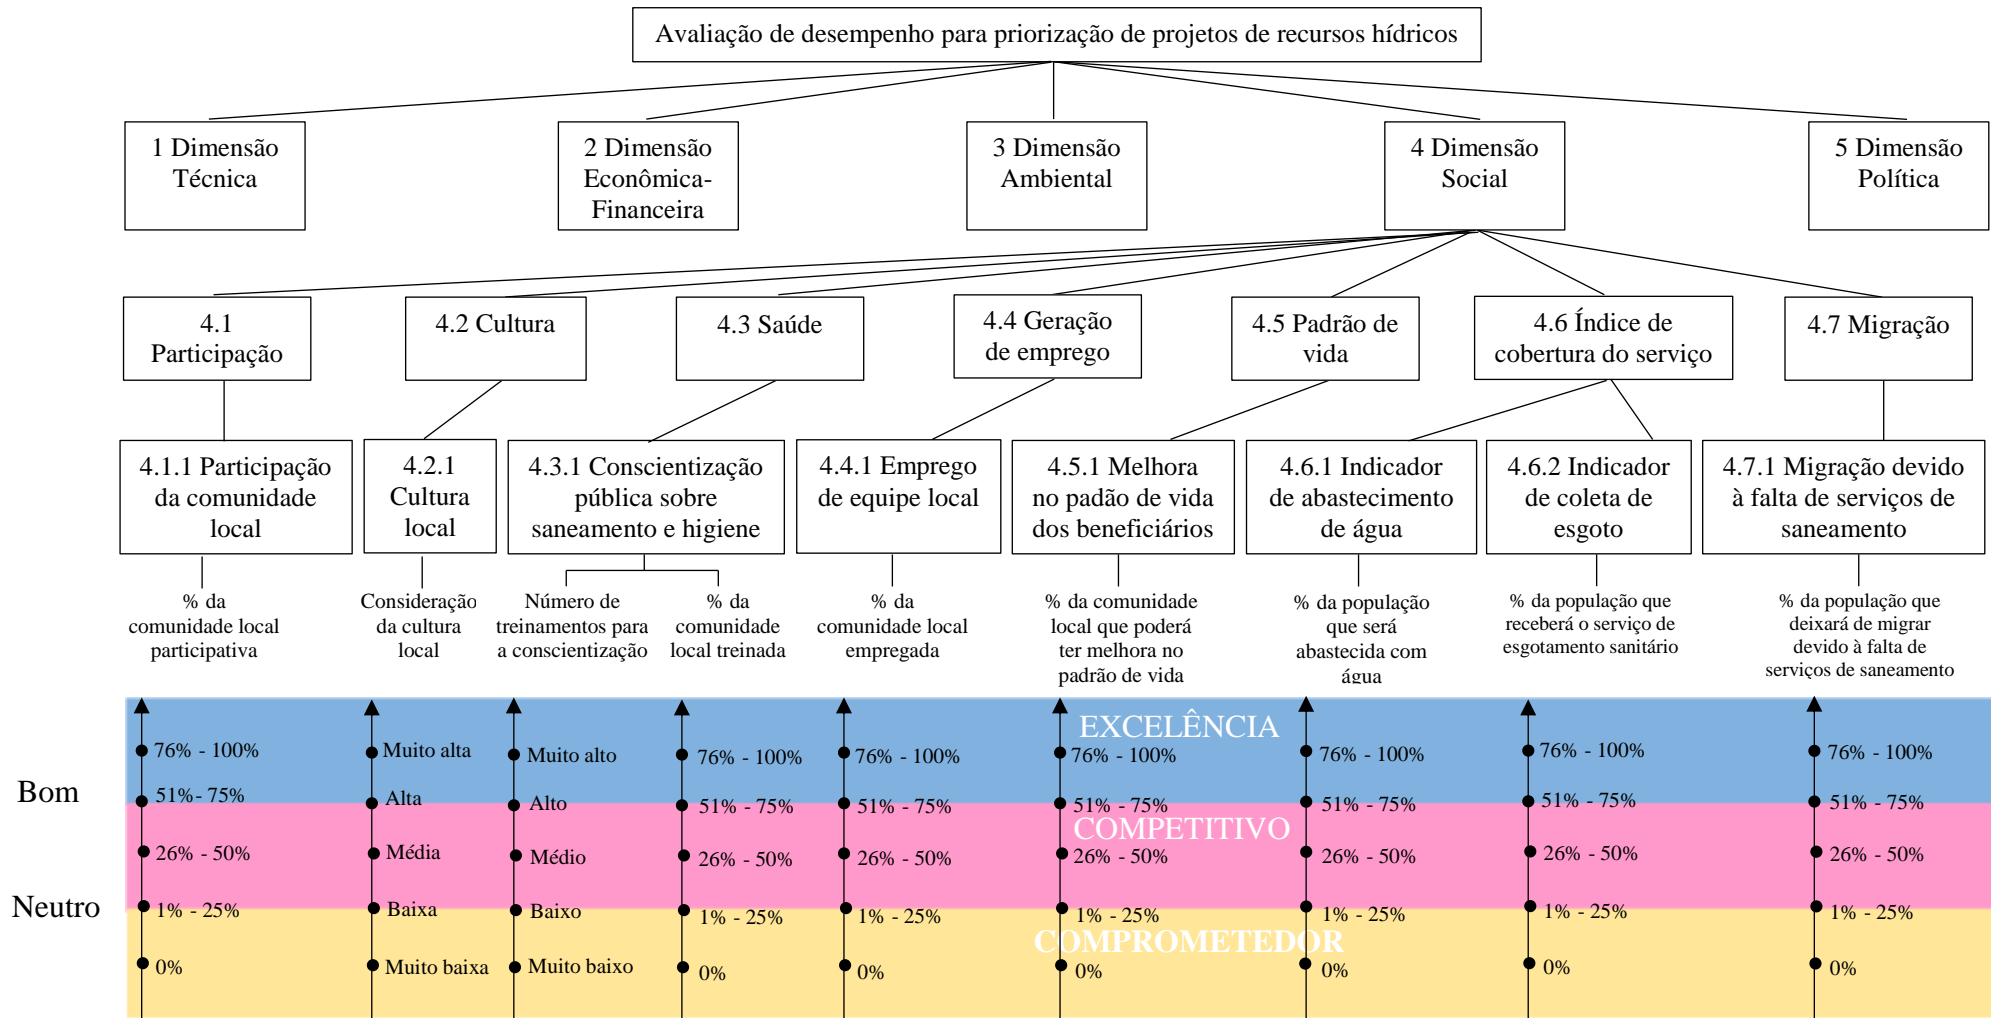 Avaliação de desempenho para priorização de projetos de recursos hídricos
1 Dimensão
Técnica
2 Dimensão
Econômica-
Financeira
3 Dimensão
Ambiental
4 Dimensão
Social
5 Dimensão
Política
4.1
Participação
4.2 Cultura
4.3 Saúde
4.4 Geração
de emprego
4.5 Padrão de
vida
4.6 Índice de
cobertura do serviço
4.7 Migração
4.1.1 Participação
da comunidade
local
4.2.1
Cultura
local
4.3.1 Conscientização
pública sobre
saneamento e higiene
4.4.1 Emprego
de equipe local
4.5.1 Melhora
no padão de vida
dos beneficiários
4.6.1 Indicador
de abastecimento
de água
4.6.2 Indicador
de coleta de
esgoto
4.7.1 Migração devido
à falta de serviços de
saneamento
% da
comunidade local
participativa
Consideração
da cultura
local
Número de
treinamentos para
a conscientização
% da
comunidade
local treinada
% da
comunidade local
empregada
% da comunidade
local que poderá
ter melhora no
padrão de vida
% da população
que será
abastecida com
água
% da população que
receberá o serviço de
esgotamento sanitário
% da população que
deixará de migrar
devido à falta de
serviços de saneamento
EXCELÊNCIA
76% - 100% Muito alta Muito alto 76% - 100% 76% - 100% 76% - 100% 76% - 100% 76% - 100% 76% - 100%
Bom 51%- 75% Alta Alto 51% - 75% 51% - 75% 51% - 75% 51% - 75% 51% - 75% 51% - 75%
COMPETITIVO
26% - 50% Média Médio 26% - 50% 26% - 50% 26% - 50% 26% - 50% 26% - 50% 26% - 50%
Neutro 1% - 25% Baixa Baixo 1% - 25% 1% - 25% 1% - 25% 1% - 25% 1% - 25% 1% - 25%
COMPROMETEDOR
0% Muito baixa Muito baixo 0% 0% 0% 0% 0% 0%